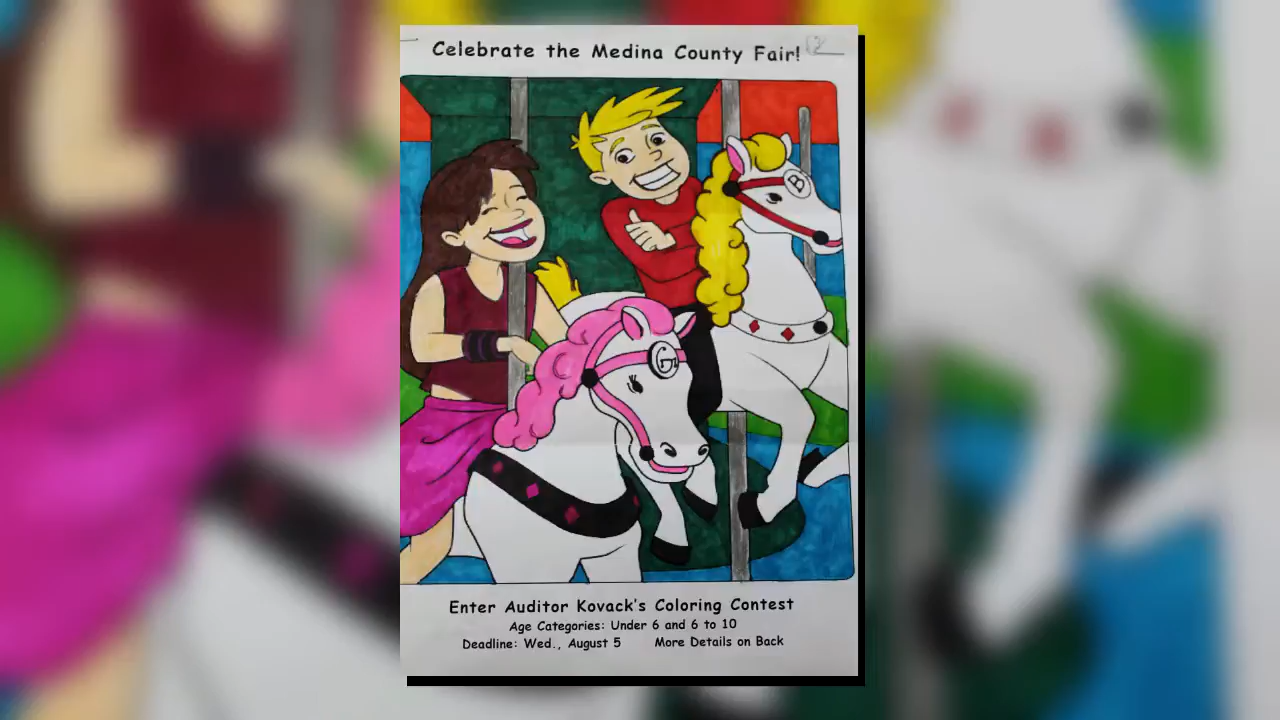 Celebrate the Medina County Fair!
B
G
Enter Auditor Kovack's Coloring Contest
Age Categories: Under 6 and 6 to 10
Deadline: Wed., August 5 More Details on Back